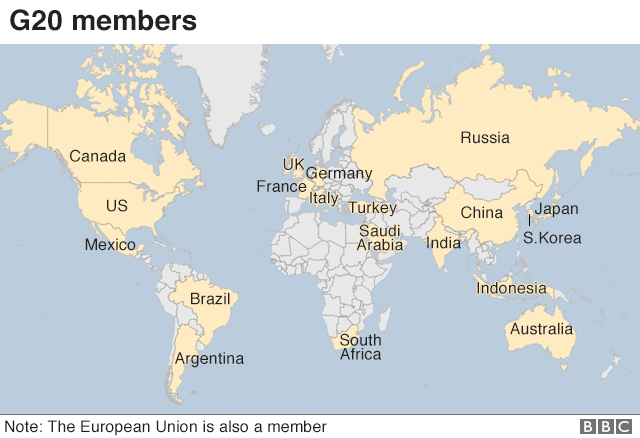 G20 members
Russia
Canada
UK
Germany
France
Italy
US
Turkey
China
Japan
Saudi
Arabia
India
S.Korea
Mexico
Indonesia
Brazil
Australia
South
Africa
Argentina
Note: The European Union is also a member
BBC